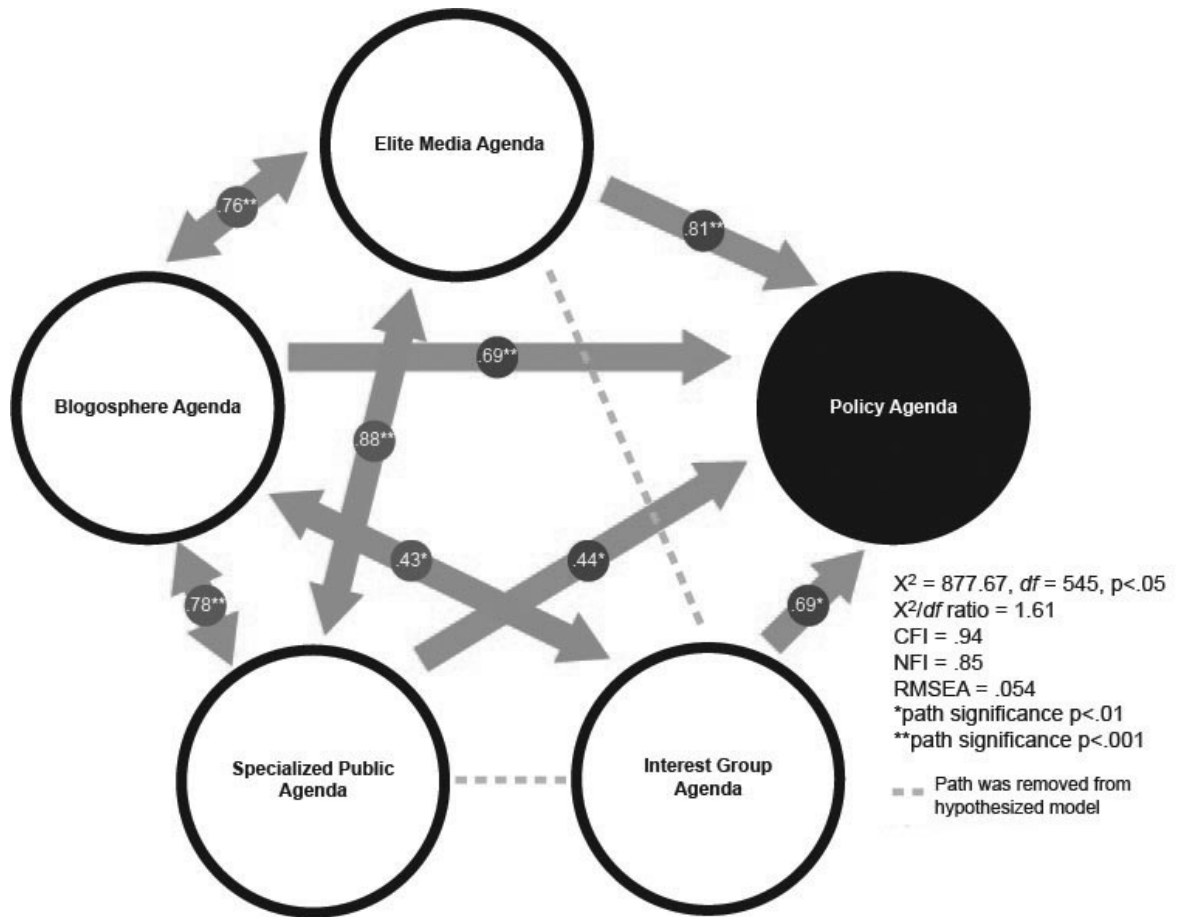 Elite Media Agenda
.76**
.81**
.69**
Blogosphere Agenda
Policy Agenda
.88**
.43*
.44*
.78**
.69*
X² = 877.67, df = 545, p<.05
X²/df ratio = 1.61
CFI = .94
NFI = .85
RMSEA = .054
*path significance p<.01
**path significance p<.001
Specialized Public
Agenda
Interest Group
Agenda
Path was removed from
hypothesized model